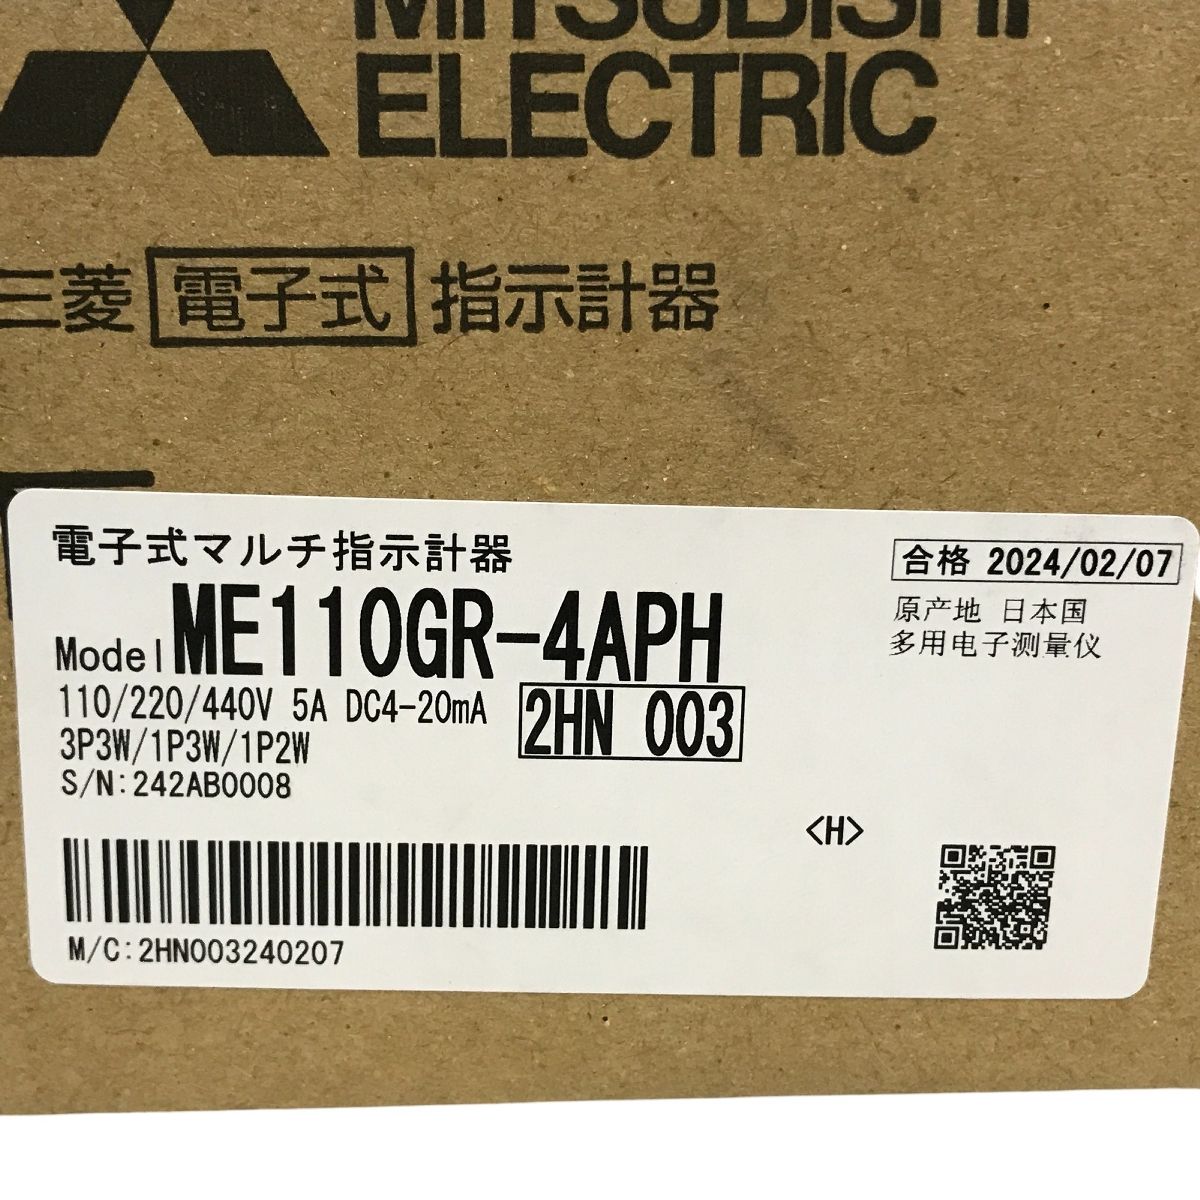 MITSUBISHI
ELECTRIC
三菱 電子式 指示計器
電子式マルチ指示計器
合格 2024/02/07
Model ME110GR-4APH
原产地 日本国
多用电子测量仪
110/220/440V 5A DC4-20mA
2HN 003
3P3W/1P3W/1P2W
S/N:242AB0008
<H>
M/C:2HN003240207